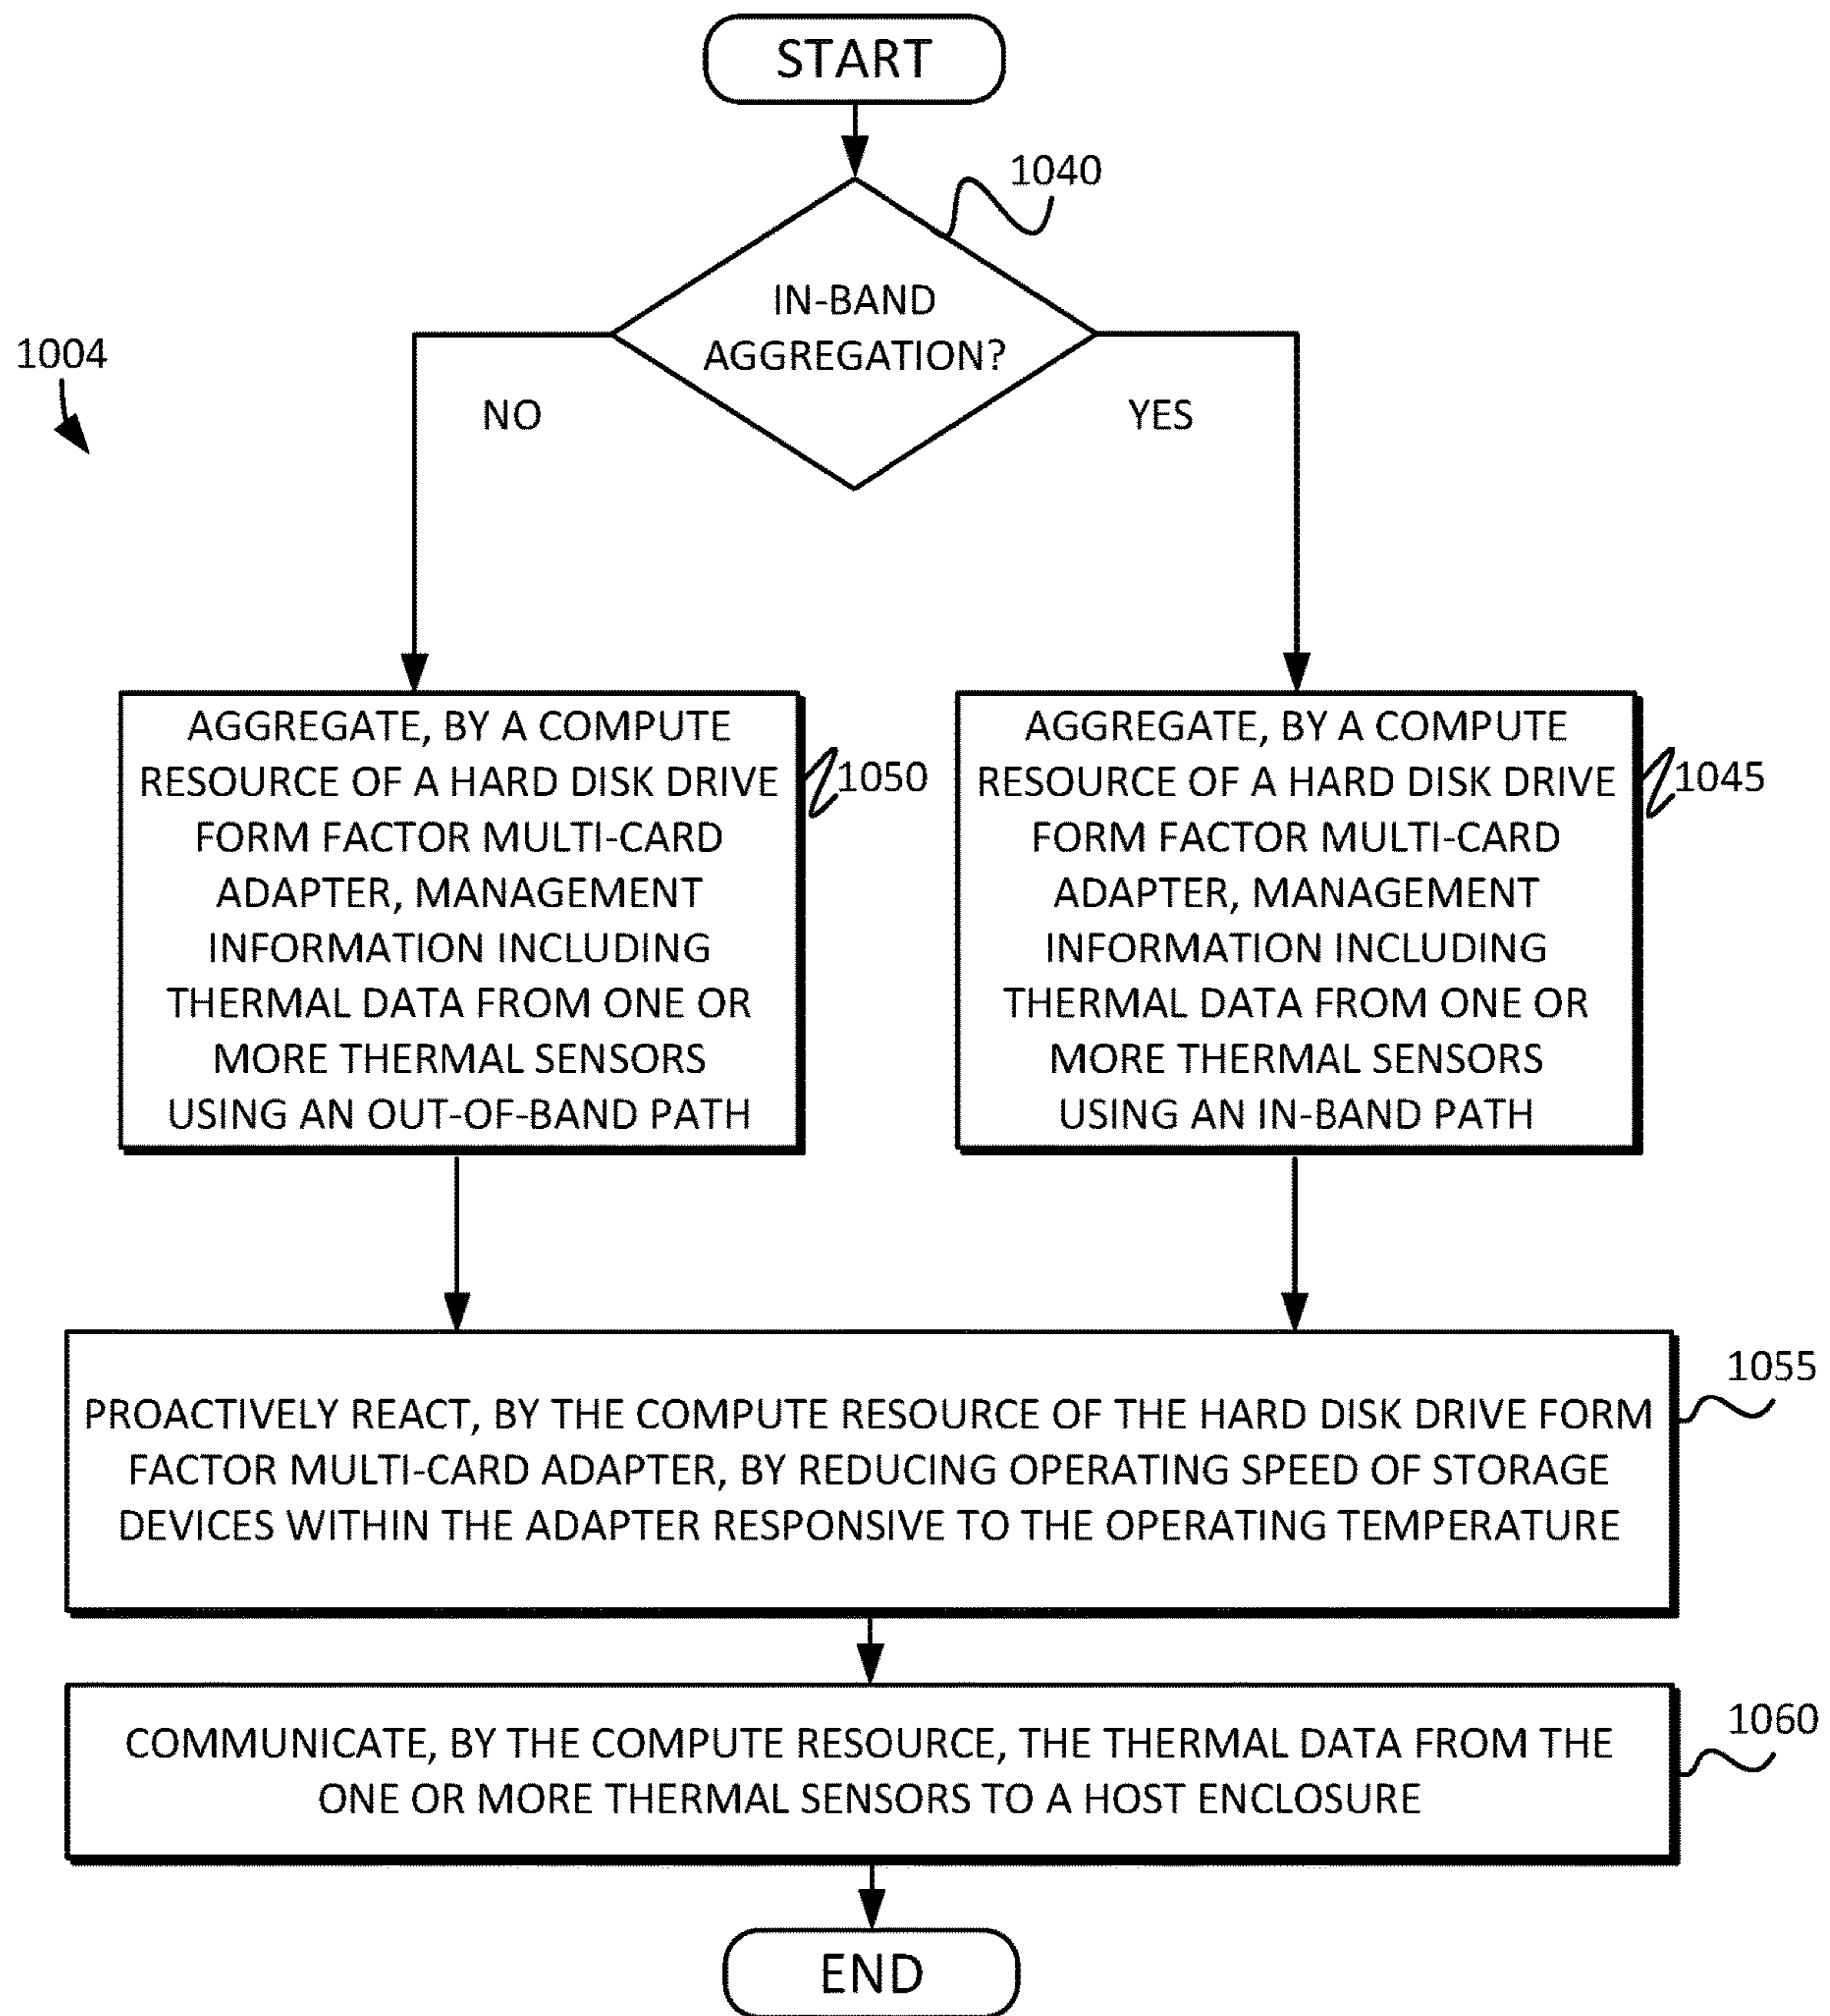 START
1040
IN-BAND
AGGREGATION?
1004
NO
YES
AGGREGATE, BY A COMPUTE
RESOURCE OF A HARD DISK DRIVE
FORM FACTOR MULTI-CARD
ADAPTER, MANAGEMENT
INFORMATION INCLUDING
THERMAL DATA FROM ONE OR
MORE THERMAL SENSORS
USING AN OUT-OF-BAND PATH
1050
AGGREGATE, BY A COMPUTE
RESOURCE OF A HARD DISK DRIVE
FORM FACTOR MULTI-CARD
ADAPTER, MANAGEMENT
INFORMATION INCLUDING
THERMAL DATA FROM ONE OR
MORE THERMAL SENSORS
USING AN IN-BAND PATH
1045
PROACTIVELY REACT, BY THE COMPUTE RESOURCE OF THE HARD DISK DRIVE FORM
FACTOR MULTI-CARD ADAPTER, BY REDUCING OPERATING SPEED OF STORAGE
DEVICES WITHIN THE ADAPTER RESPONSIVE TO THE OPERATING TEMPERATURE
1055
COMMUNICATE, BY THE COMPUTE RESOURCE, THE THERMAL DATA FROM THE
ONE OR MORE THERMAL SENSORS TO A HOST ENCLOSURE
1060
END